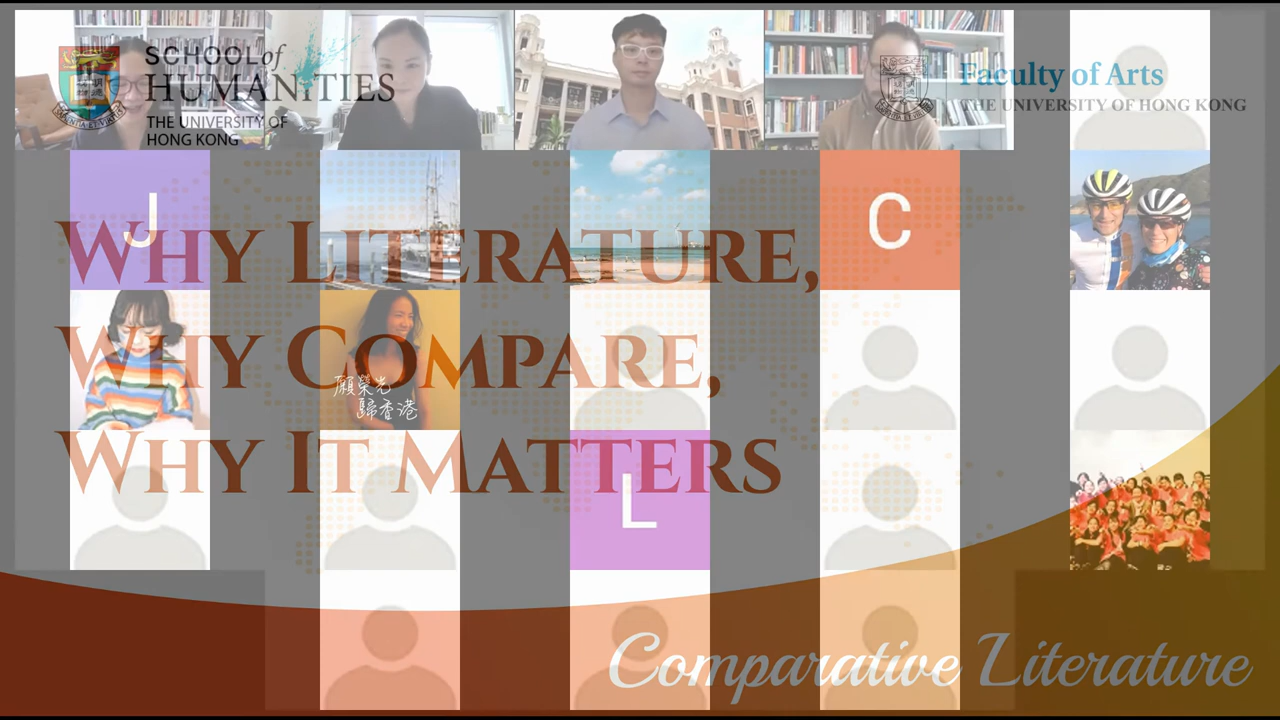 SCHOOL of
HUMANITIES
THE UNIVERSITY OF
HONG KONG
Faculty of Arts
THE UNIVERSITY OF HONG KONG
J
C
WHY LITERATURE,
WHY COMPARE,
願榮光
歸香港
WHY IT MATTERS
L
Comparative Literature